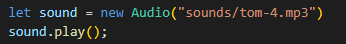 let sound = new Audio("sounds/tom-4.mp3")
sound.play();